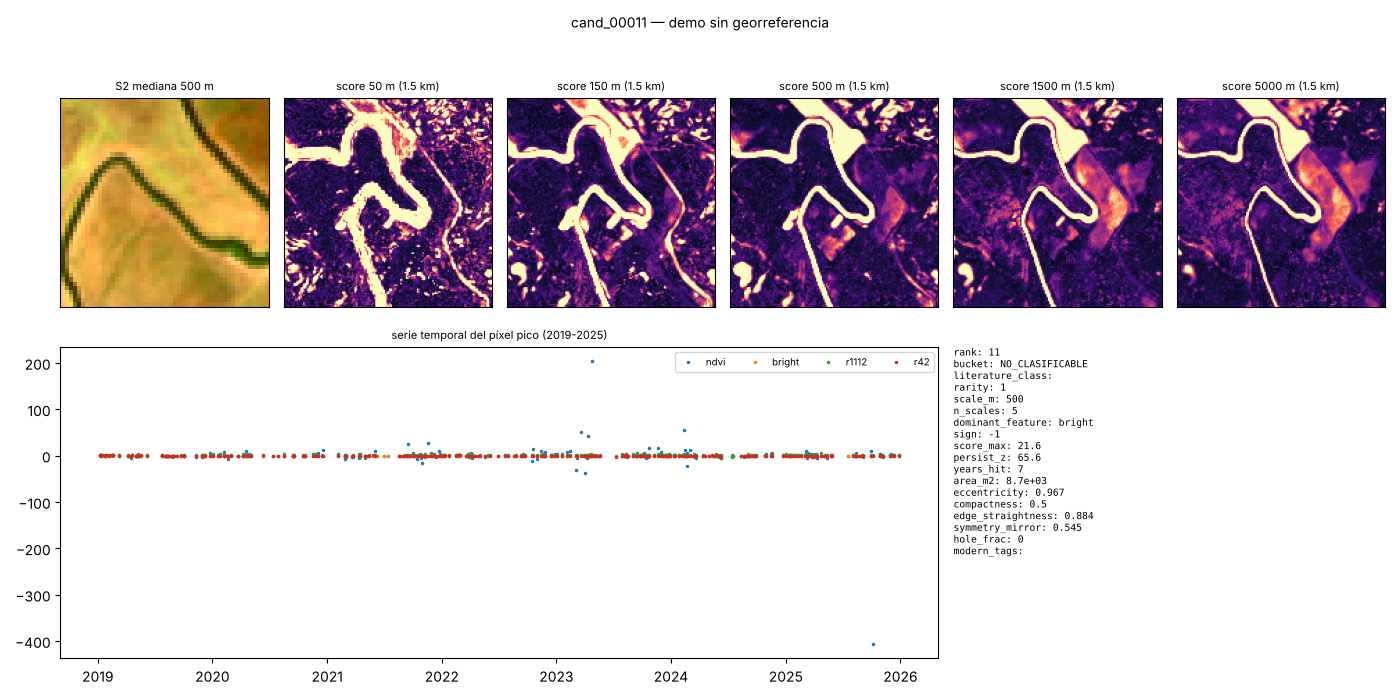 cand_00011 — demo sin georreferencia
S2 mediana 500 m
score 50 m (1.5 km)
score 150 m (1.5 km)
score 500 m (1.5 km)
score 1500 m (1.5 km)
score 5000 m (1.5 km)
serie temporal del píxel pico (2019-2025)
ndvi bright r1112 r42
200
100
0
−100
−200
−300
−400
2019 2020 2021 2022 2023 2024 2025 2026
rank: 11
bucket: NO_CLASIFICABLE
literature_class:
rarity: 1
scale_m: 500
n_scales: 5
dominant_feature: bright
sign: -1
score_max: 21.6
persist_z: 65.6
years_hit: 7
area_m2: 8.7e+03
eccentricity: 0.967
compactness: 0.5
edge_straightness: 0.884
symmetry_mirror: 0.545
hole_frac: 0
modern_tags: